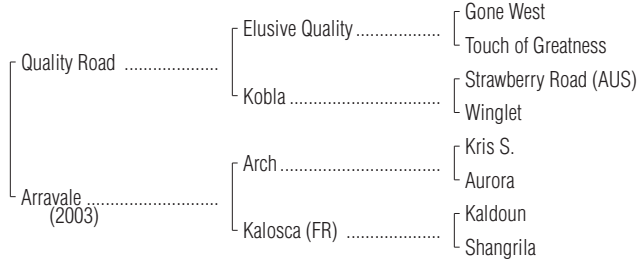 Gone West
Elusive Quality ..................
Touch of Greatness
Quality Road ....................
Strawberry Road (AUS)
Kobla ................................
Winglet
Kris S.
Arch ..................................
Aurora
Arravale ............................
(2003)
Kaldoun
Kalosca (FR) ....................
Shangrila